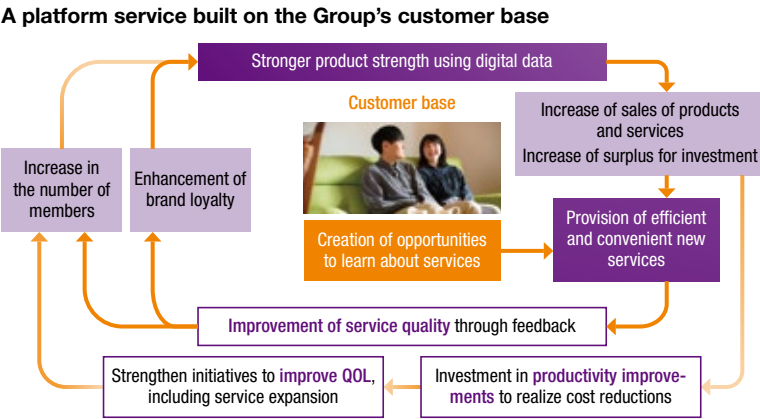 A platform service built on the Group's customer base
Stronger product strength using digital data
Customer base
Increase of sales of products
and services
Increase of surplus for investment
Increase in
the number of
members
Enhancement of
brand loyalty
Creation of opportunities
to learn about services
Provision of efficient
and convenient new
services
Improvement of service quality through feedback
Strengthen initiatives to improve QOL,
including service expansion
Investment in productivity improve-
ments to realize cost reductions